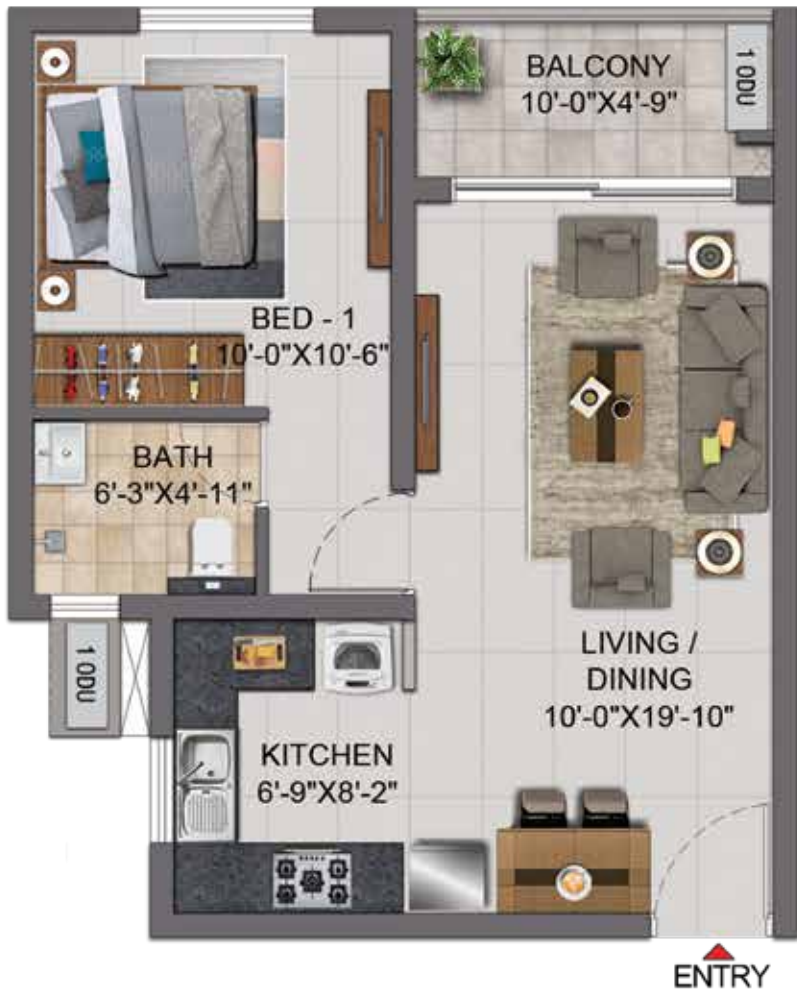 BALCONY
10'-0"X4'-9"
1 ODU
BED - 1
10'-0"X10'-6"
BATH
6'-3"X4'-11"
1 ODU
LIVING /
DINING
10'-0"X19'-10"
KITCHEN
6'-9"X8'-2"
ENTRY